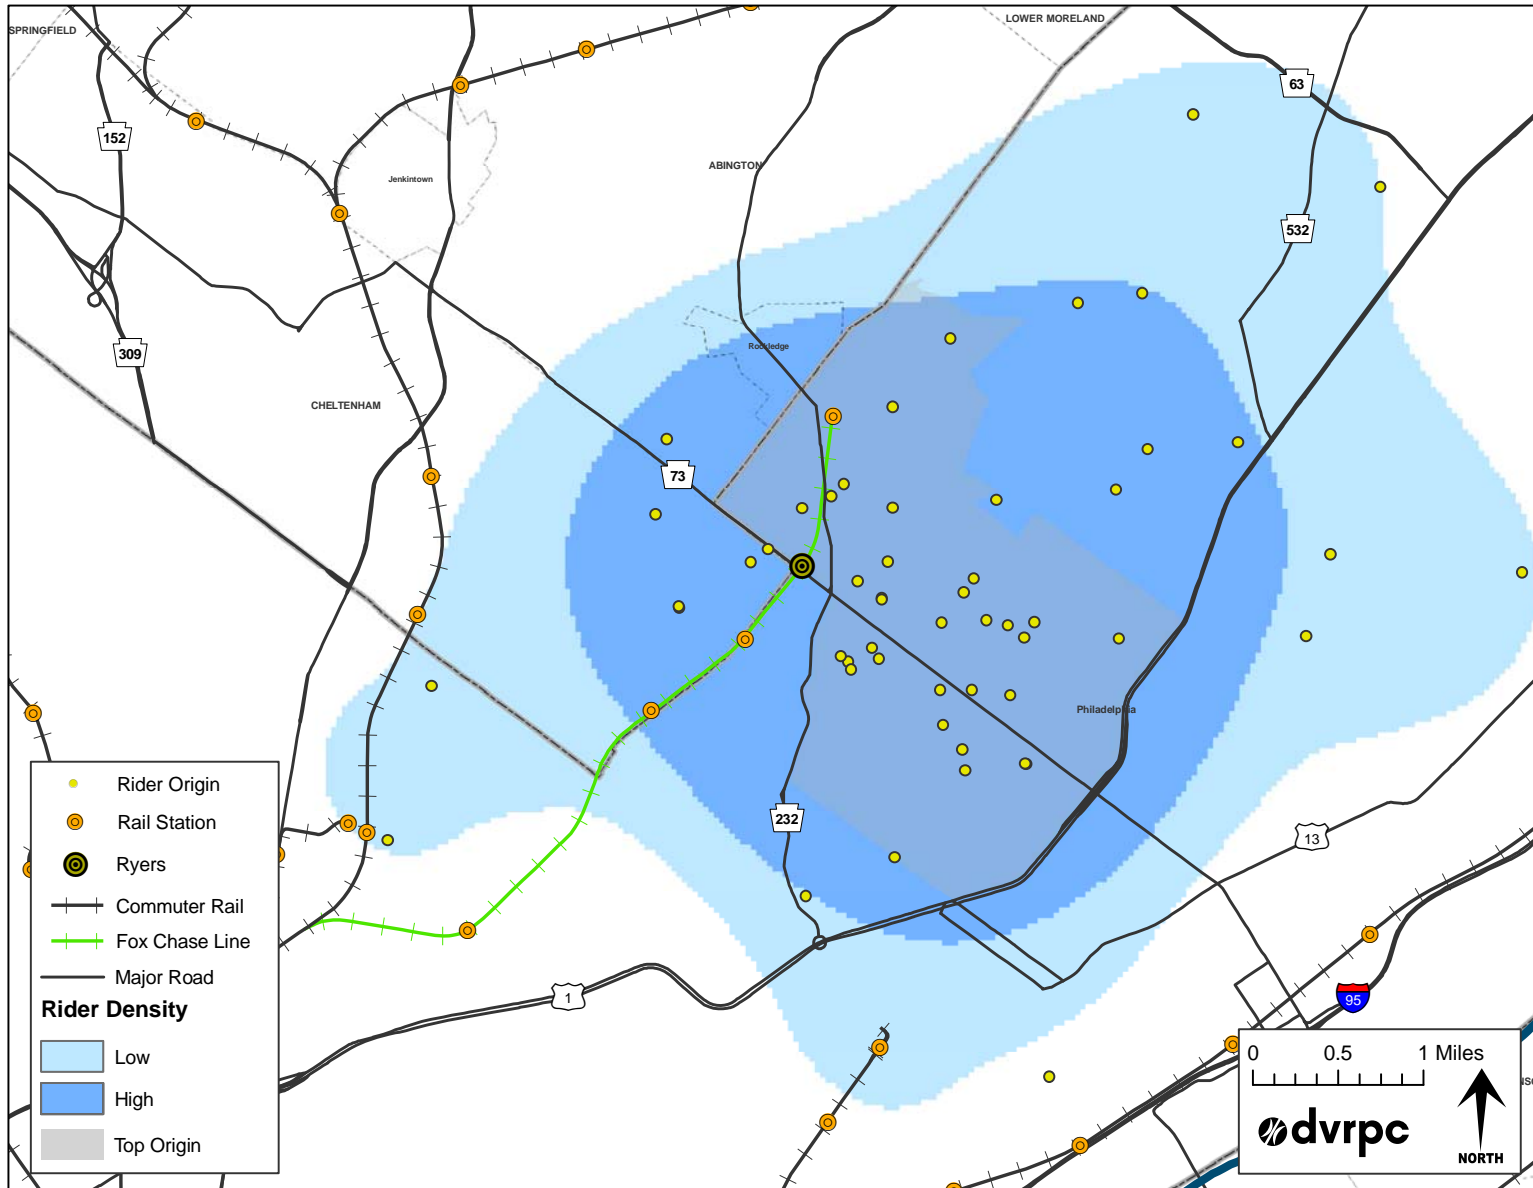 SPRINGFIELD
LOWER MORELAND
63
152
ABINGTON
Jenkintown
532
309
Rockledge
CHELTENHAM
73
Philadelphia
232
13
1
95
Rider Origin
Rail Station
Ryers
Commuter Rail
Fox Chase Line
Major Road
Rider Density
Low
High
Top Origin
0 0.5 1 Miles
dvrpc
NORTH